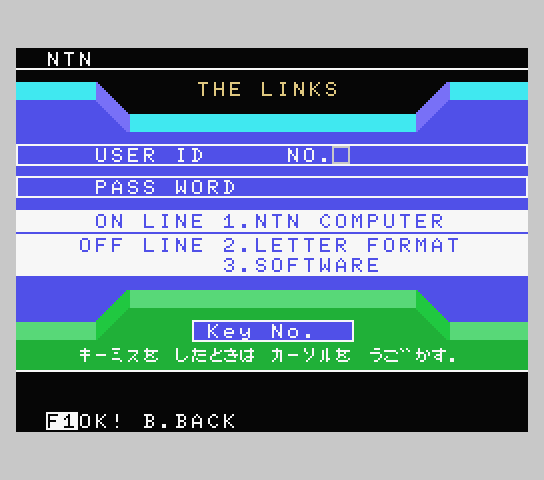 NTN
THE LINKS
USER ID NO.
PASS WORD
ON LINE 1.NTN COMPUTER
OFF LINE 2.LETTER FORMAT
3.SOFTWARE
Key No.
キーミスを したときは カーソルを うごかす.
F1OK! B.BACK